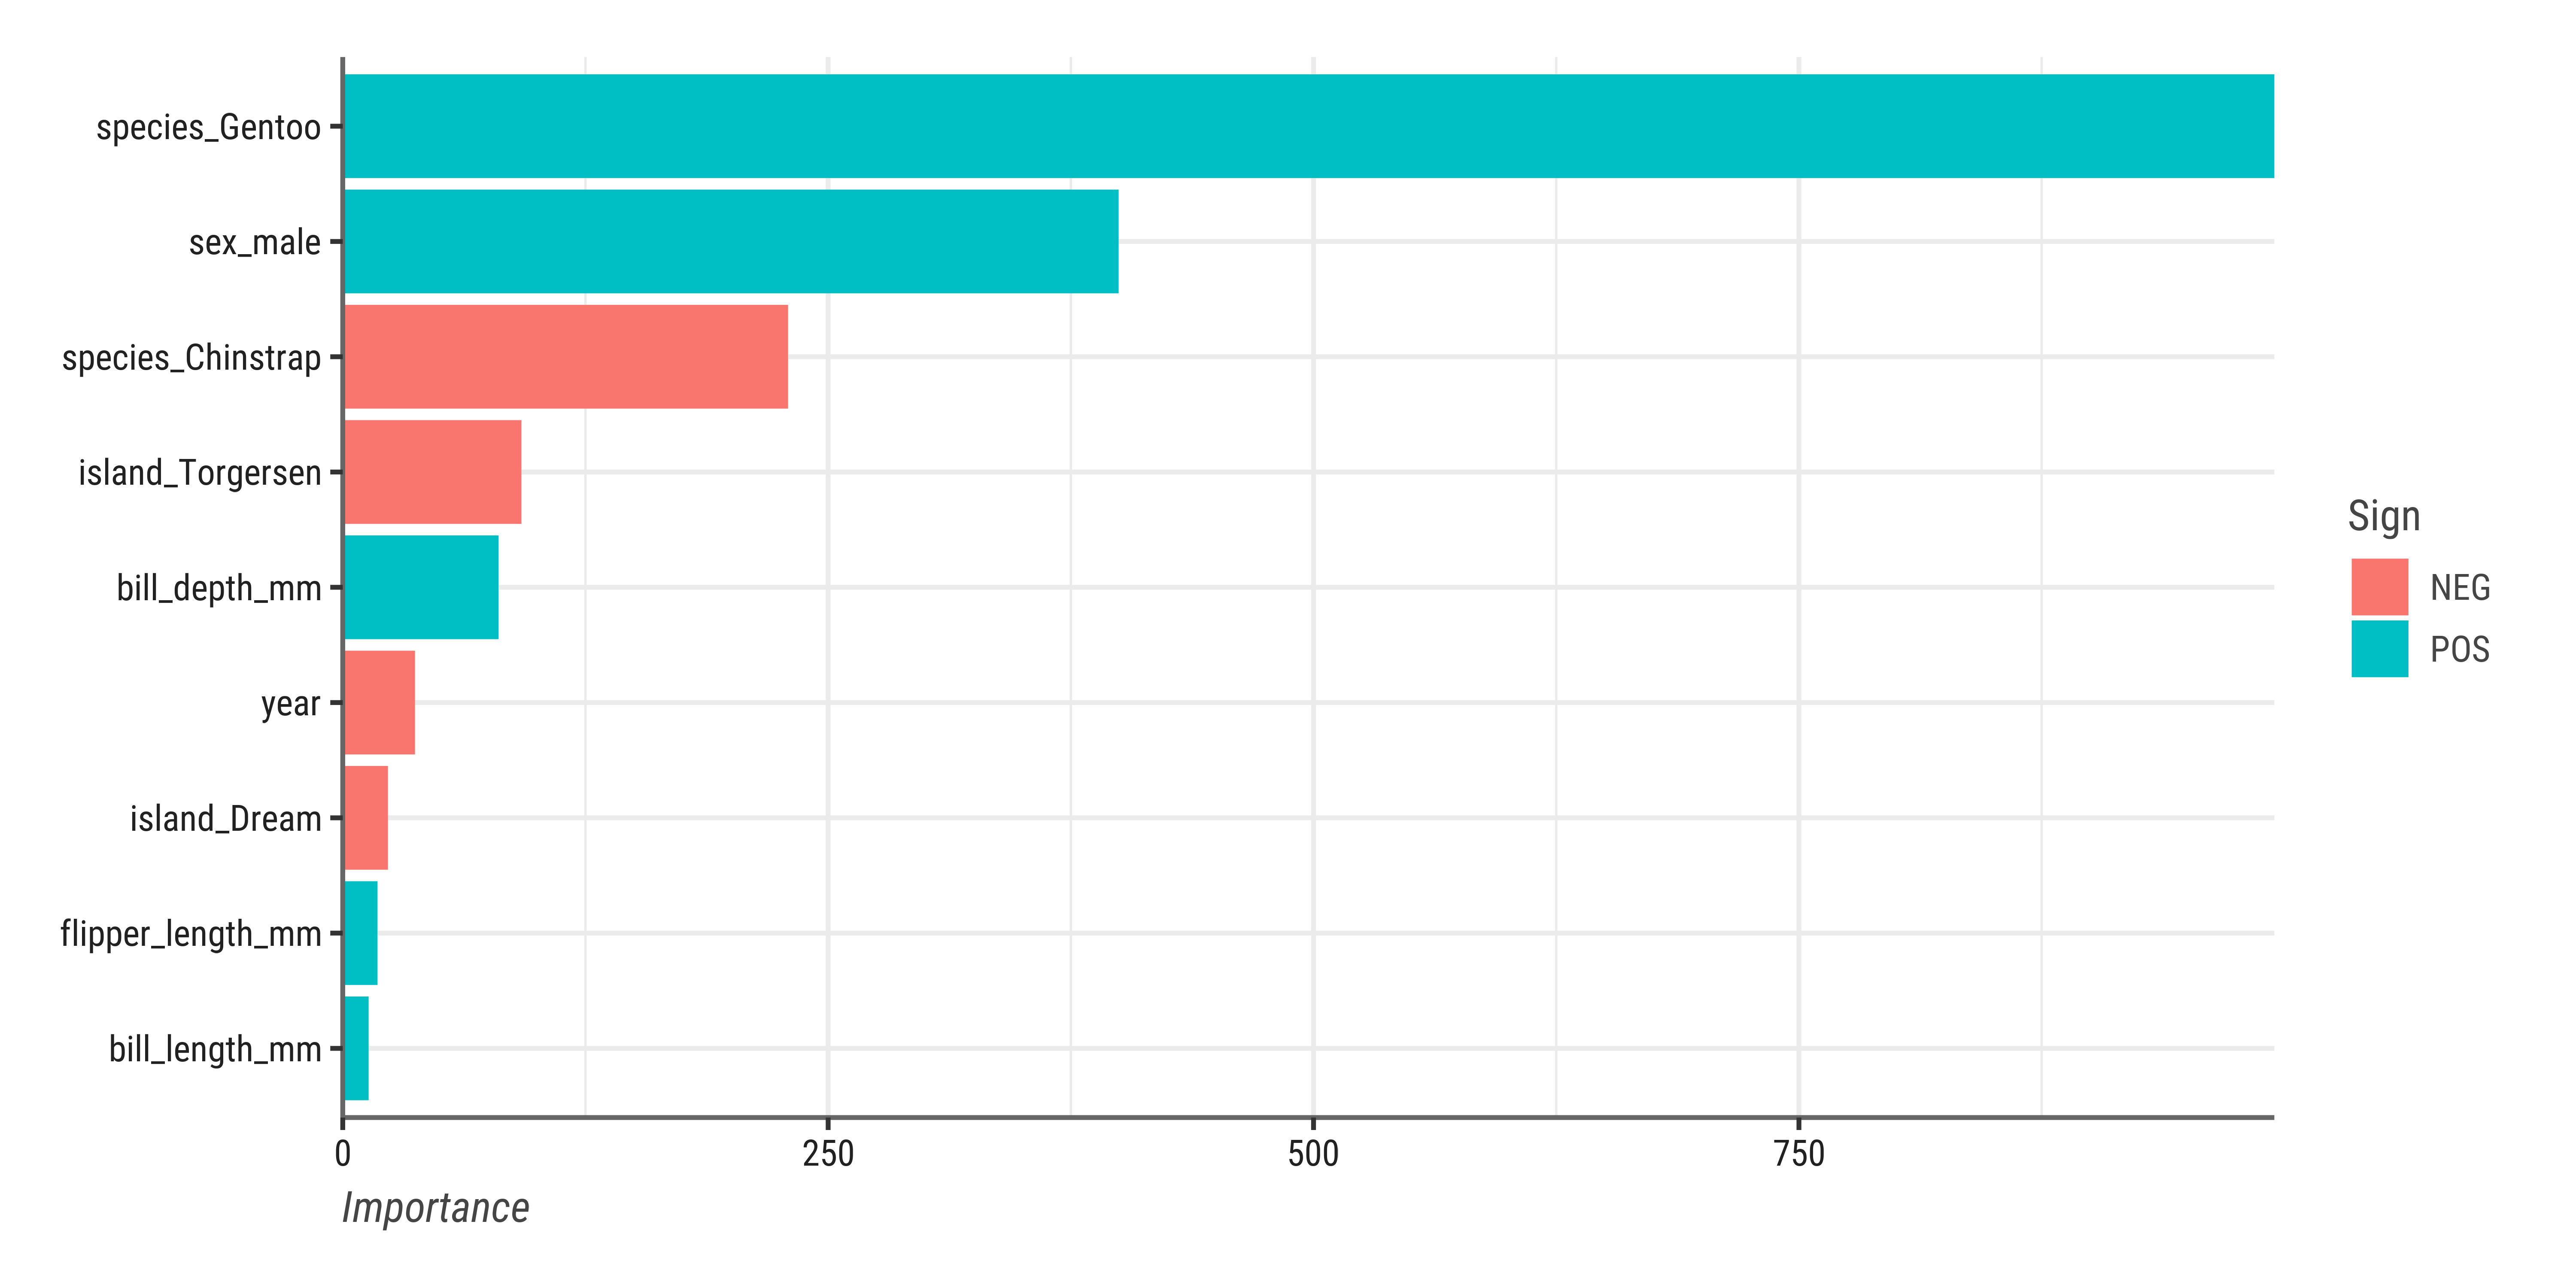 species_Gentoo
sex_male
species_Chinstrap
island_Torgersen
bill_depth_mm
year
island_Dream
flipper_length_mm
bill_length_mm
0 250 500 750
Importance
Sign
NEG
POS